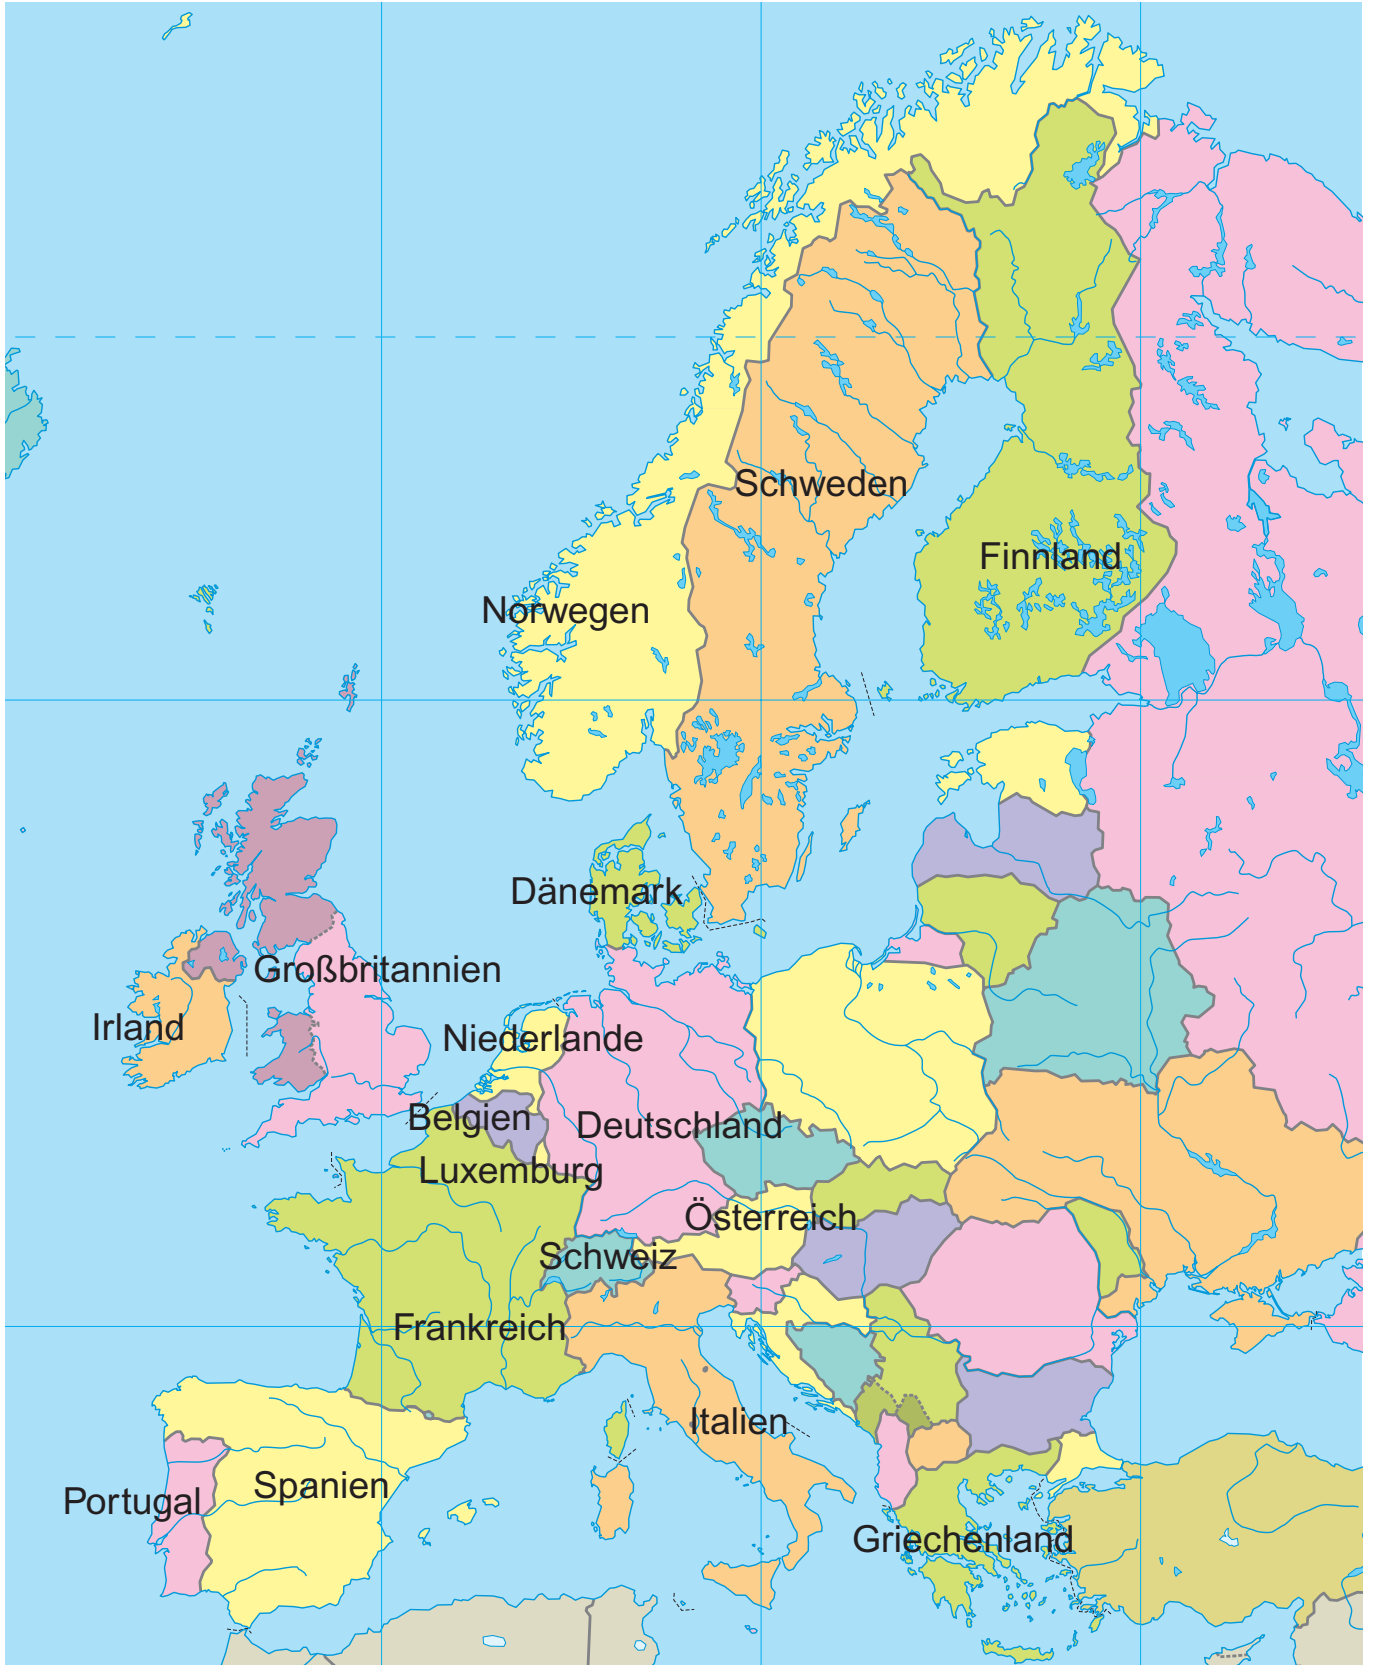 Schweden
Finnland
Norwegen
Dänemark
Großbritannien
Irland
Niederlande
Belgien
Deutschland
Luxemburg
Österreich
Schweiz
Frankreich
Italien
Spanien
Portugal
Griechenland